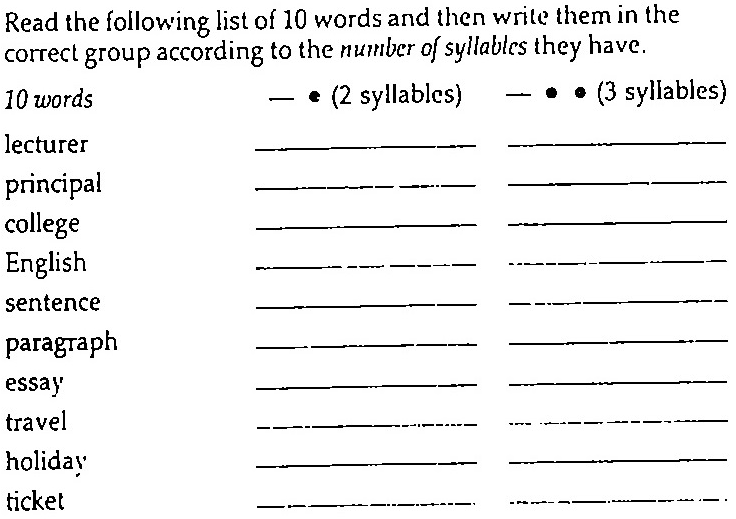 Read the following list of 10 words and then write them in the
correct group according to the number of syllables they have.
10 words — • (2 syllables) — • • (3 syllables)
lecturer
principal
college
English
sentence
paragraph
essay
travel
holiday
ticket